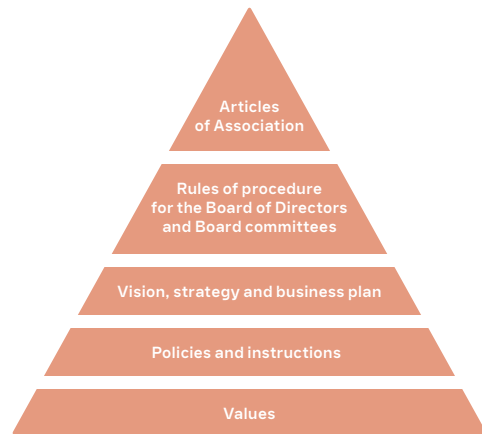 Articles
of Association
Rules of procedure
for the Board of Directors
and Board committees
Vision, strategy and business plan
Policies and instructions
Values